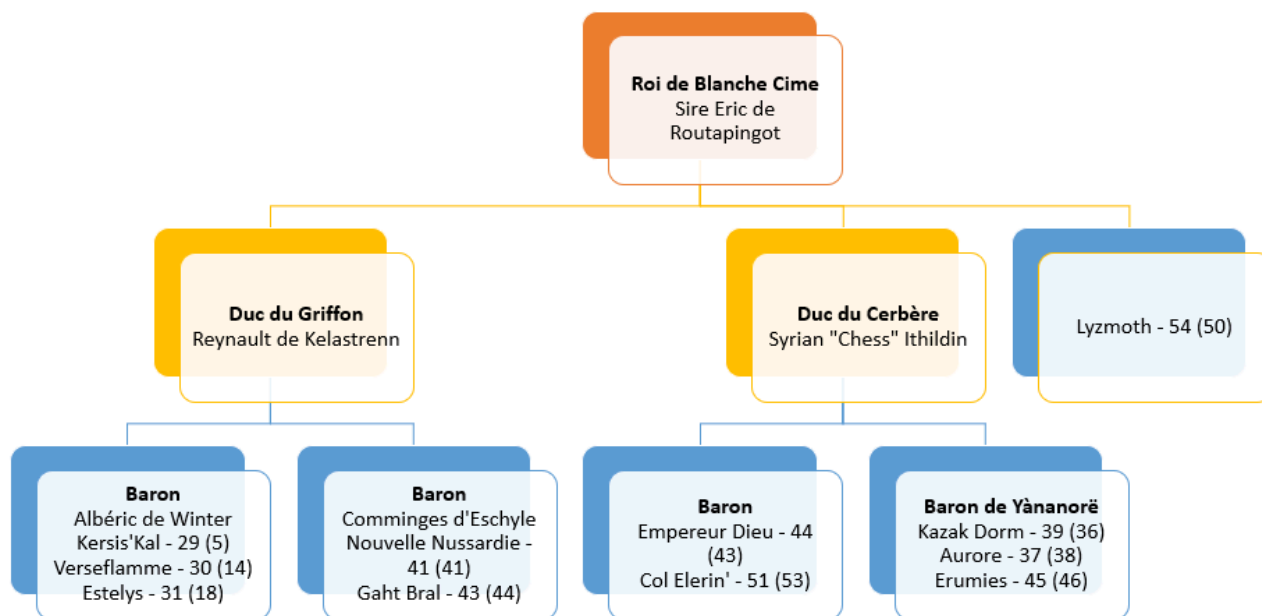 Roi de Blanche Cime
Sire Eric de
Routapingot
Duc du Griffon
Reynault de Kelastrenn
Duc du Cerbère
Syrian "Chess" Ithildin
Lyzmoth - 54 (50)
Baron
Albéric de Winter
Kersis'Kal - 29 (5)
Verseflamme - 30 (14)
Estelys - 31 (18)
Baron
Comminges d'Eschyle
Nouvelle Nussardie -
41 (41)
Gaht Bral - 43 (44)
Baron
Empereur Dieu - 44
(43)
Col Elerin' - 51 (53)
Baron de Yànanorë
Kazak Dorm - 39 (36)
Aurore - 37 (38)
Erumies - 45 (46)